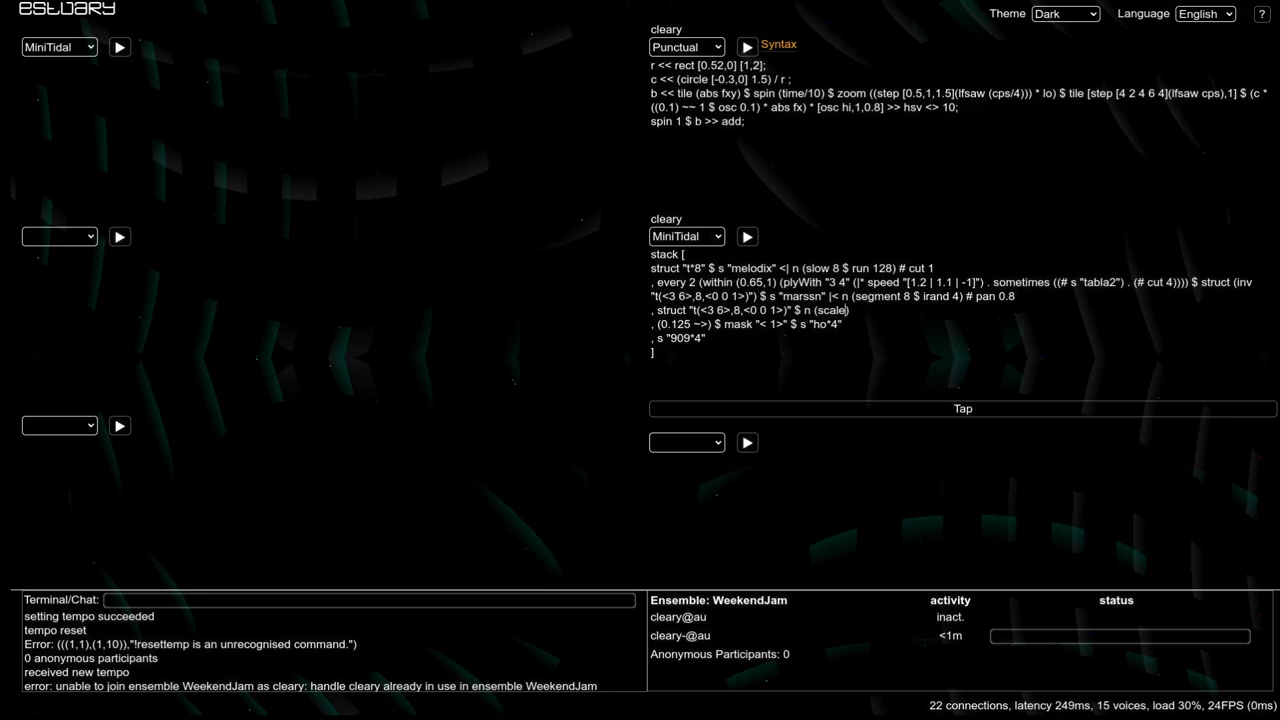 estuary
Theme Dark Language English ?
MiniTidal
cleary
Punctual Syntax
r << rect [0.52,0] [1,2];
c << (circle [-0.3,0] 1.5) / r ;
b << tile (abs fxy) $ spin (time/10) $ zoom ((step [0.5,1,1.5](lfsaw (cps/4))) * lo) $ tile [step [4 2 4 6 4](lfsaw cps),1] $ (c *
((0.1) ~~ 1 $ osc 0.1) * abs fx) * [osc hi,1,0.8] >> hsv <> 10;
spin 1 $ b >> add;
cleary
MiniTidal
stack [
struct "t*8" $ s "melodix" <| n (slow 8 $ run 128) # cut 1
, every 2 (within (0.65,1) (plyWith "3 4" (|* speed "[1.2 | 1.1 | -1]") . sometimes ((# s "tabla2") . (# cut 4)))) $ struct (inv
"t(<3 6>,8,<0 0 1>)") $ s "marssn" |< n (segment 8 $ irand 4) # pan 0.8
, struct "t(<3 6>,8,<0 0 1>)" $ n (scale)
, (0.125 ~>) $ mask "< 1>" $ s "ho*4"
, s "909*4"
]
Tap
Terminal/Chat:
setting tempo succeeded
tempo reset
Error: (((1,1),(1,10)),"!resettemp is an unrecognised command.")
0 anonymous participants
received new tempo
error: unable to join ensemble WeekendJam as cleary: handle cleary already in use in ensemble WeekendJam
Ensemble: WeekendJam activity status
cleary@au inact.
cleary-@au <1m
Anonymous Participants: 0
22 connections, latency 249ms, 15 voices, load 30%, 24FPS (0ms)